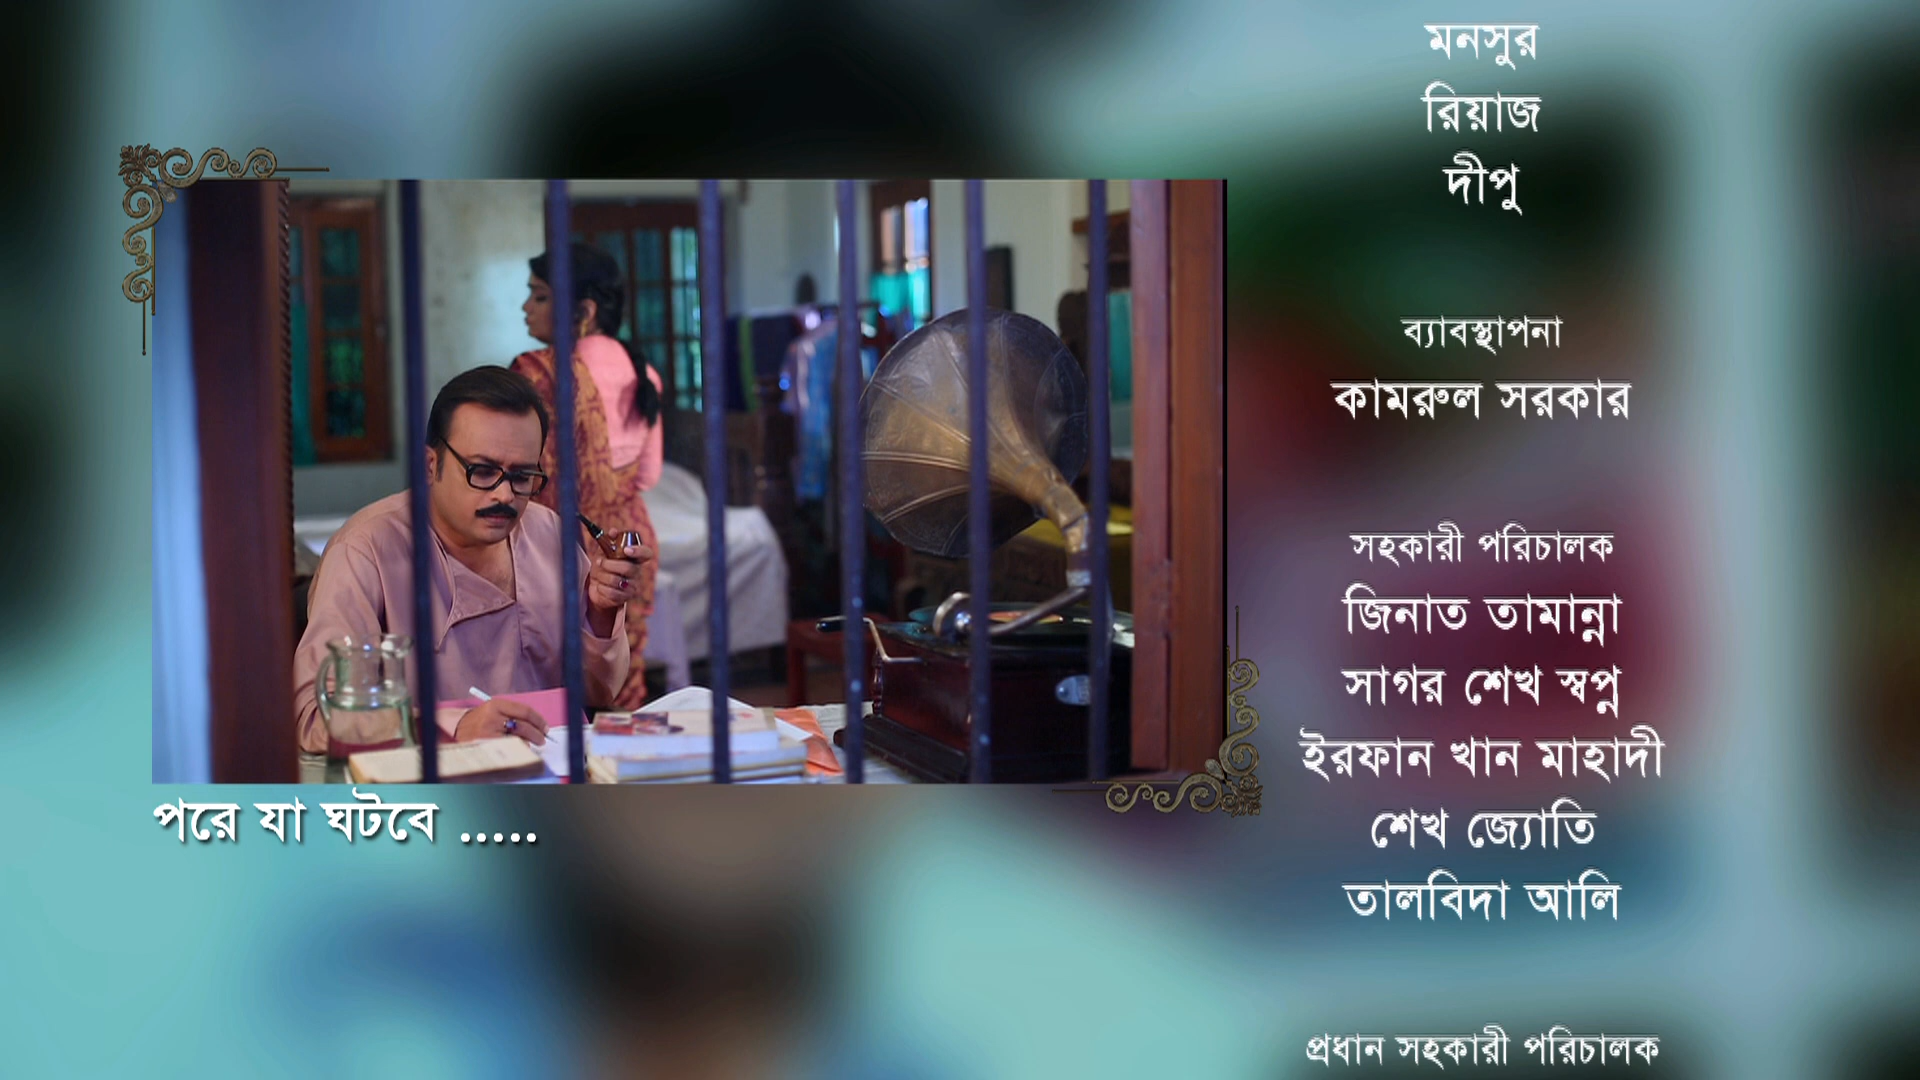 মনসুর
রিয়াজ
দীপু
ব্যাবস্থাপনা
কামরুল সরকার
সহকারী পরিচালক
জিনাত তামান্না
সাগর শেখ স্বপ্ন
ইরফান খান মাহাদী
শেখ জ্যোতি
তালবিদা আলি
প্রধান সহকারী পরিচালক
পরে যা ঘটবে .....